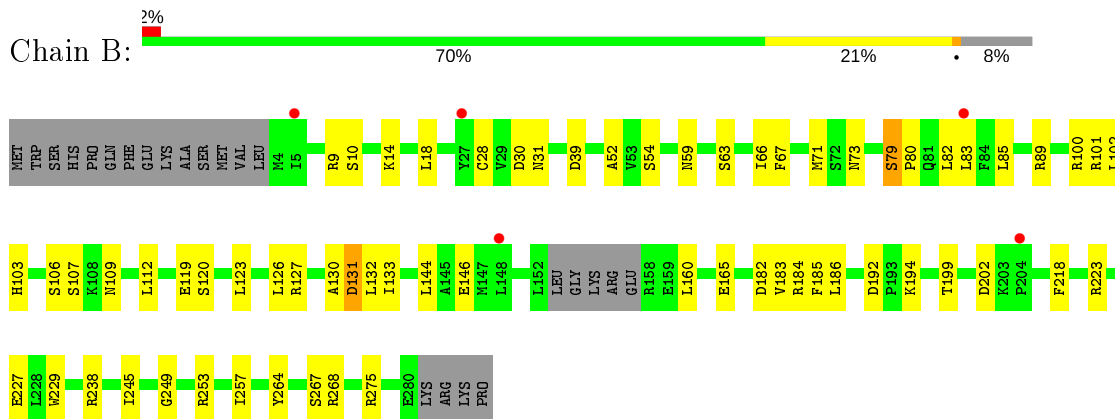 2%
Chain B:
70% 21% • 8%
MET TRP SER HIS PRO GLN PHE GLU LYS ALA SER MET VAL LEU M4 I5 R9 S10 K14 L18 Y27 C28 V29 D30 N31 D39 A52 V53 S54 N59 S63 I66 F67 M71 S72 N73 S79 P80 Q81 L82 L83 F84 L85 R89 R100 R101 L102
H103 S106 S107 K108 N109 L112 E119 S120 L123 L126 R127 A130 D131 L132 I133 L144 A145 E146 M147 L148 L152 LEU GLY LYS ARG GLU R158 E159 L160 E165 D182 V183 R184 F185 L186 D192 P193 K194 T199 D202 K203 P204 F218 R223
E227 L228 W229 R238 I245 G249 R253 I257 Y264 S267 R268 R275 E280 LYS ARG LYS PRO